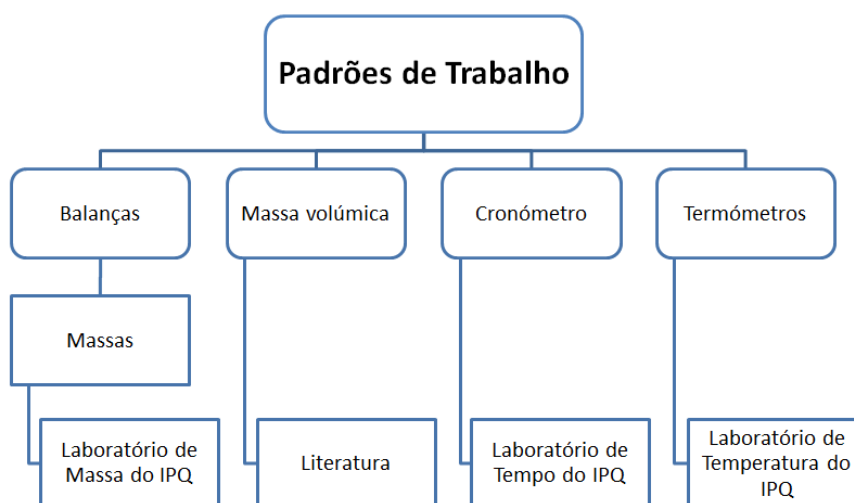 Padrões de Trabalho
Balanças
Massa volúmica
Cronómetro
Termómetros
Massas
Laboratório de
Massa do IPQ
Literatura
Laboratório de
Tempo do IPQ
Laboratório de
Temperatura do
IPQ